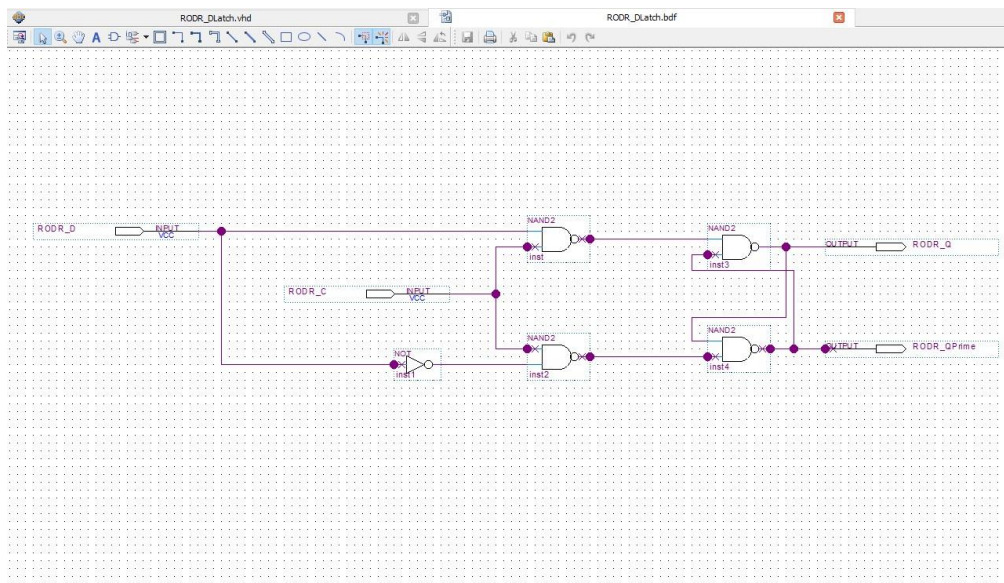 RODR_DLatch.vhd
RODR_DLatch.bdf
A
RODR_D
INPUT
VCC
NAND2
inst
NAND2
inst3
OUTPUT
RODR_Q
RODR_C
INPUT
VCC
NOT
inst1
NAND2
inst2
NAND2
inst4
OUTPUT
RODR_QPrime